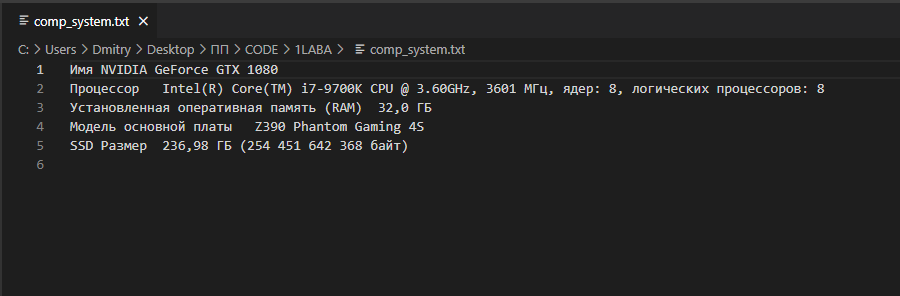 comp_system.txt
C: > Users > Dmitry > Desktop > ПП > CODE > 1LABA > comp_system.txt
1 Имя NVIDIA GeForce GTX 1080
2 Процессор Intel(R) Core(TM) i7-9700K CPU @ 3.60GHz, 3601 МГц, ядер: 8, логических процессоров: 8
3 Установленная оперативная память (RAM) 32,0 ГБ
4 Модель основной платы Z390 Phantom Gaming 4S
5 SSD Размер 236,98 ГБ (254 451 642 368 байт)
6